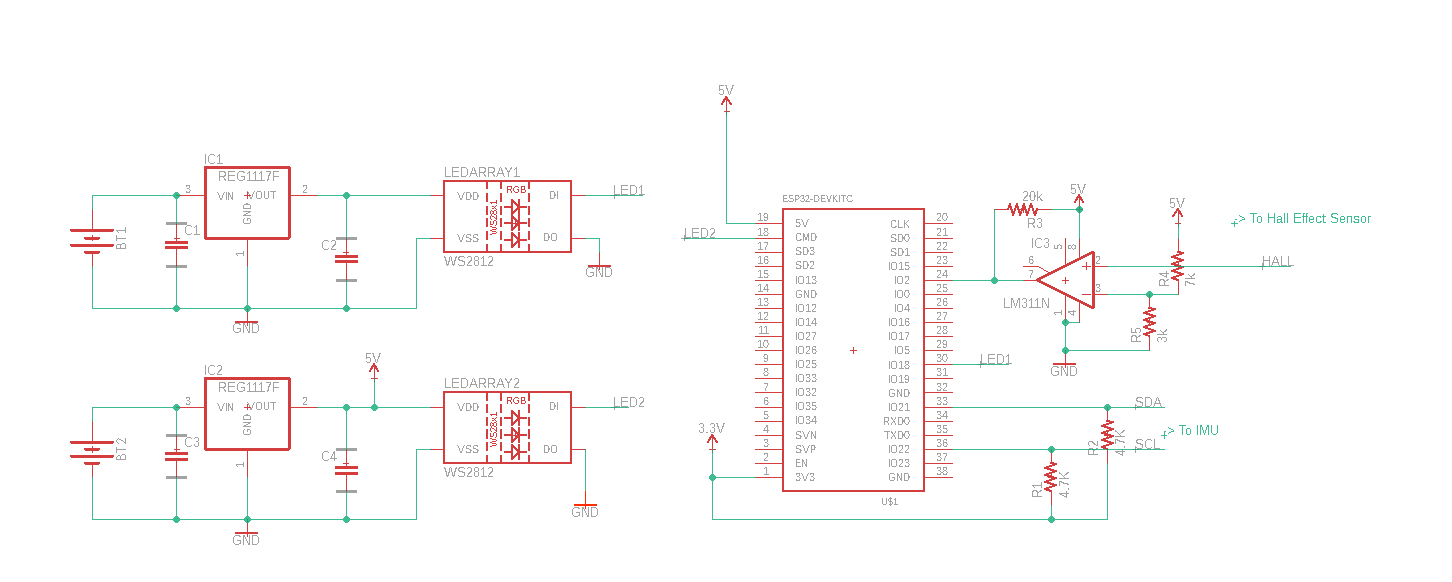 IC1
REG1117F
3 VIN VOUT 2
GND
1
BT1
C1
C2
GND
LEDARRAY1
VDD RGB DI LED1
WS28x1
VSS DO
WS2812
GND
IC2
REG1117F
3 VIN VOUT 2
GND
1
BT2
C3
C4
5V
GND
LEDARRAY2
VDD RGB DI LED2
WS28x1
VSS DO
WS2812
GND
5V
ESP32-DEVKITC
19 5V CLK 20
LED2 18 CMD SD0 21
17 SD3 SD1 22
16 SD2 IO15 23
15 IO13 IO2 24
14 GND IO0 25
13 IO12 IO4 26
12 IO14 IO16 27
11 IO27 IO17 28
10 IO26 IO5 29
9 IO25 IO18 30 LED1
8 IO33 IO19 31
7 IO32 GND 32
6 IO35 IO21 33 SDA
5 IO34 RXD0 34
4 SVN TXD0 35
3 SVP IO22 36 SCL
2 EN IO23 37
1 3V3 GND 38
U$1
3.3V
20k
R3
5V
IC3
5 8
6
7
2
3
1 4
LM311N
GND
5V
R4
7k
R5
3k
HALL
> To Hall Effect Sensor
R2
4.7K
> To IMU
R1
4.7K